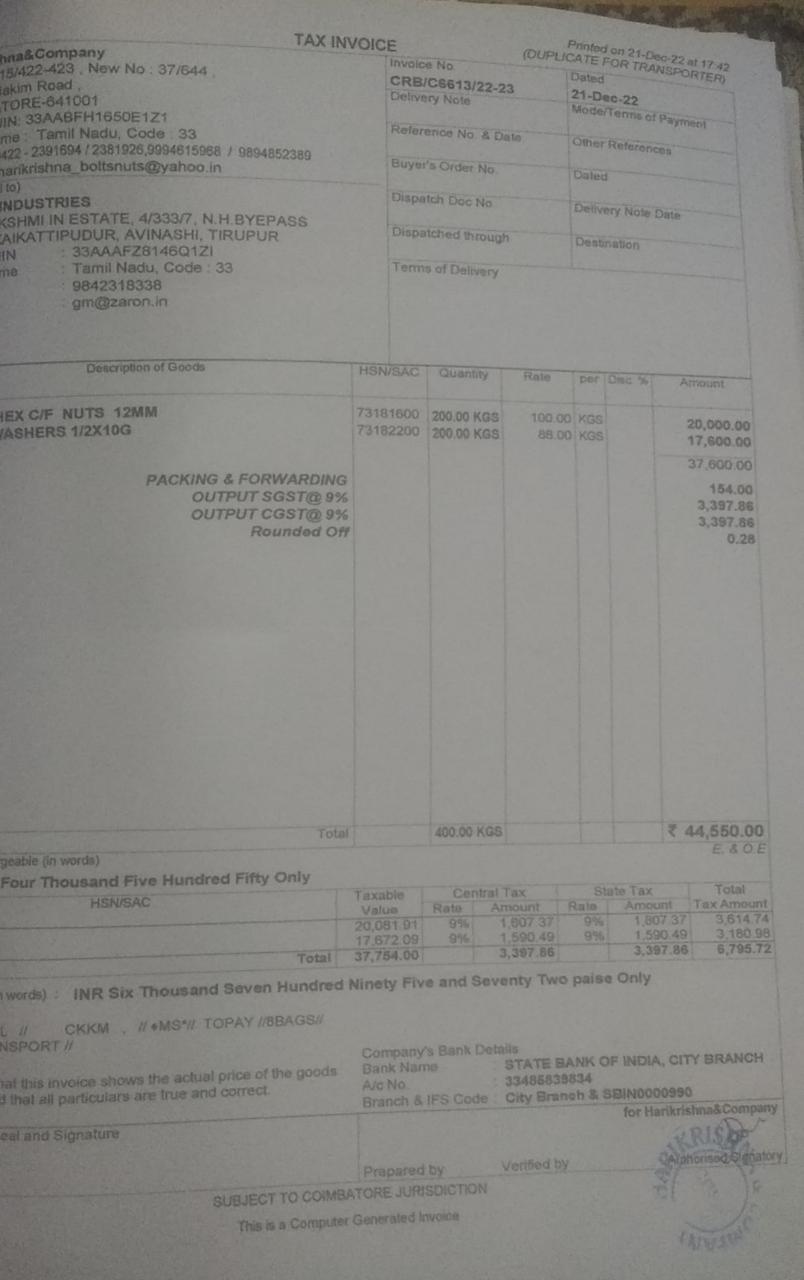 TAX INVOICE
Printed on 21-Dec-22 at 17:42
(DUPLICATE FOR TRANSPORTER)
hna&Company
15/422-423 , New No : 37/644 ,
akim Road ,
TORE-641001
IN: 33AABFH1650E1Z1
me : Tamil Nadu, Code : 33
422 - 2391694 / 2381926,9994615968 / 9894852389
harikrishna_boltsnuts@yahoo.in
Invoice No.
CRB/C6613/22-23
Dated
21-Dec-22
Delivery Note
Mode/Terms of Payment
Reference No. & Date
Other References
Buyer's Order No.
Dated
Dispatch Doc No.
Delivery Note Date
Dispatched through
Destination
Terms of Delivery
to)
INDUSTRIES
KSHMI IN ESTATE, 4/333/7, N.H.BYEPASS
AIKATTIPUDUR, AVINASHI, TIRUPUR
IN : 33AAAFZ8146Q1ZI
me : Tamil Nadu, Code : 33
: 9842318338
: gm@zaron.in
Description of Goods HSN/SAC Quantity Rate per Disc. % Amount
HEX C/F NUTS 12MM 73181600 200.00 KGS 100.00 KGS 20,000.00
WASHERS 1/2X10G 73182200 200.00 KGS 88.00 KGS 17,600.00
37,600.00
PACKING & FORWARDING 154.00
OUTPUT SGST@ 9% 3,397.86
OUTPUT CGST@ 9% 3,397.86
Rounded Off 0.28
Total 400.00 KGS ₹ 44,550.00
E. & O.E
geable (in words)
Four Thousand Five Hundred Fifty Only
HSN/SAC Taxable Central Tax State Tax Total
Value Rate Amount Rate Amount Tax Amount
20,081.91 9% 1,807.37 9% 1,807.37 3,614.74
17,672.09 9% 1,590.49 9% 1,590.49 3,180.98
Total 37,754.00 3,397.86 3,397.86 6,795.72
words) : INR Six Thousand Seven Hundred Ninety Five and Seventy Two paise Only
L // CKKM , // *MS*// TOPAY //8BAGS//
NSPORT //
Company's Bank Details
Bank Name : STATE BANK OF INDIA, CITY BRANCH
A/c No. : 33485839834
Branch & IFS Code : City Branch & SBIN0000990
hat this invoice shows the actual price of the goods
d that all particulars are true and correct.
for Harikrishna&Company
eal and Signature
Prepared by
Verified by
Authorised Signatory
SUBJECT TO COIMBATORE JURISDICTION
This is a Computer Generated Invoice